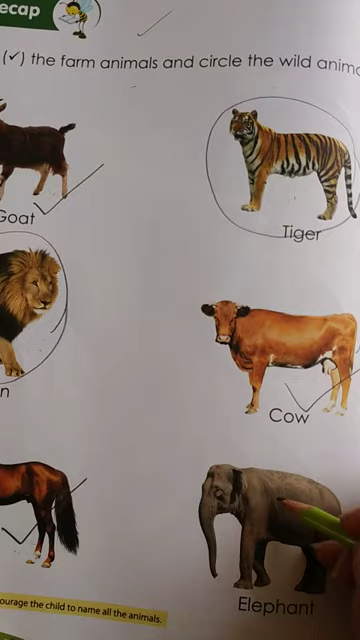 ecap
(✓) the farm animals and circle the wild anima
Goat
Tiger
n
Cow
Elephant
ourage the child to name all the animals.